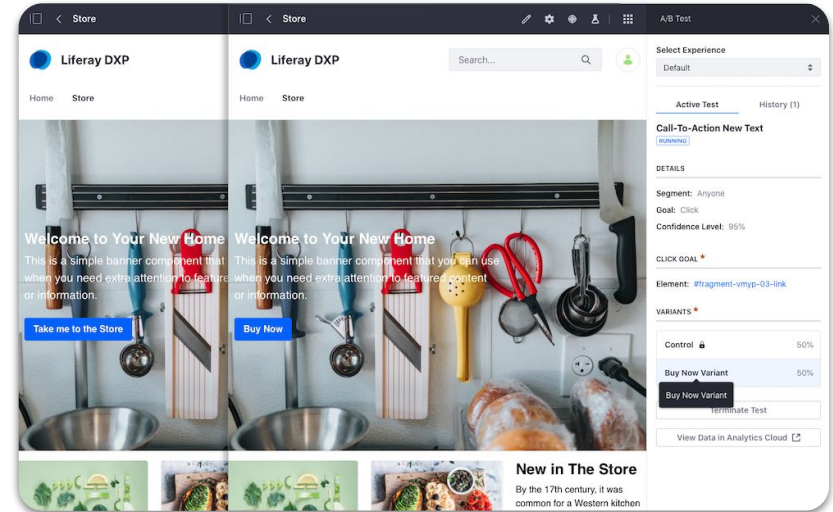 Store
Liferay DXP
Home Store
Welcome to Your New Home
This is a simple banner component that
when you need extra attention to feature
or information.
Take me to the Store
Store
Liferay DXP
Search...
Home Store
Welcome to Your New Home
This is a simple banner component that you can use
when you need extra attention to featured content
or information.
Buy Now
New in The Store
By the 17th century, it was
common for a Western kitchen
A/B Test
Select Experience
Default
Active Test History (1)
Call-To-Action New Text
RUNNING
DETAILS
Segment: Anyone
Goal: Click
Confidence Level: 95%
CLICK GOAL *
Element: #fragment-vmyp-03-link
VARIANTS *
Control 50%
Buy Now Variant 50%
Buy Now Variant
Terminate Test
View Data in Analytics Cloud